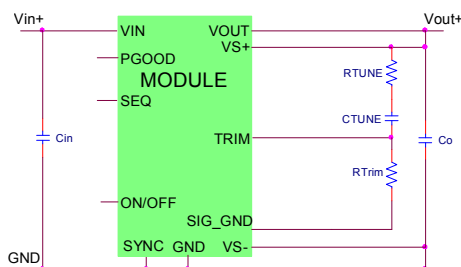 Vin+
Vout+
VIN
VOUT
VS+
PGOOD
MODULE
RTUNE
SEQ
CTUNE
TRIM
Cin
Co
RTrim
ON/OFF
SIG_GND
SYNC
GND
VS-
GND